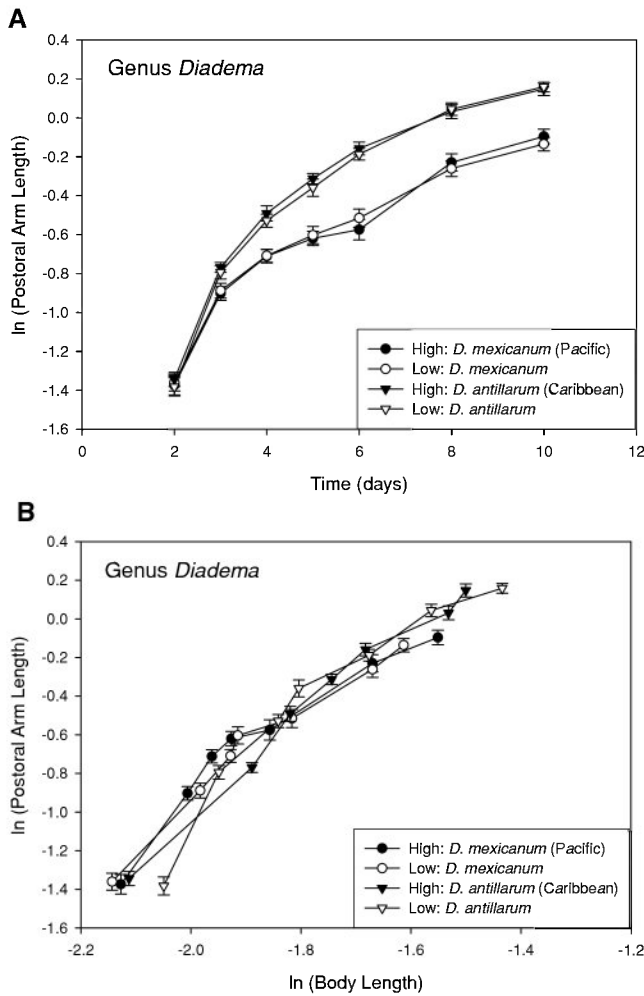 A
Genus Diadema
ln (Postoral Arm Length)
0.4
0.2
0.0
-0.2
-0.4
-0.6
-0.8
-1.0
-1.2
-1.4
-1.6
High: D. mexicanum (Pacific)
Low: D. mexicanum
High: D. antillarum (Caribbean)
Low: D. antillarum
0 2 4 6 8 10 12
Time (days)
B
Genus Diadema
ln (Postoral Arm Length)
0.4
0.2
0.0
-0.2
-0.4
-0.6
-0.8
-1.0
-1.2
-1.4
-1.6
High: D. mexicanum (Pacific)
Low: D. mexicanum
High: D. antillarum (Caribbean)
Low: D. antillarum
-2.2 -2.0 -1.8 -1.6 -1.4 -1.2
ln (Body Length)